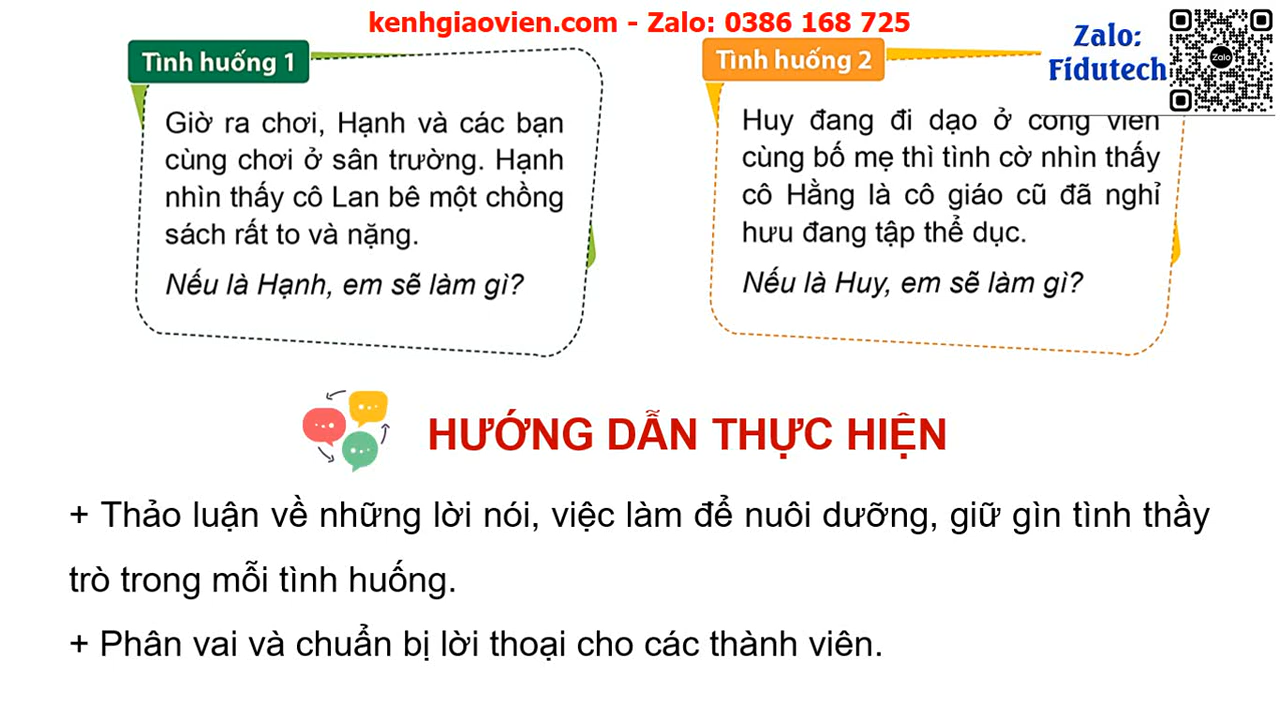 kenhgiaovien.com - Zalo: 0386 168 725
Zalo:
Fidutech
Zalo
Tình huống 1
Giờ ra chơi, Hạnh và các bạn
cùng chơi ở sân trường. Hạnh
nhìn thấy cô Lan bê một chồng
sách rất to và nặng.
Nếu là Hạnh, em sẽ làm gì?
Tình huống 2
Huy đang đi dạo ở công viên
cùng bố mẹ thì tình cờ nhìn thấy
cô Hằng là cô giáo cũ đã nghỉ
hưu đang tập thể dục.
Nếu là Huy, em sẽ làm gì?
HƯỚNG DẪN THỰC HIỆN
+ Thảo luận về những lời nói, việc làm để nuôi dưỡng, giữ gìn tình thầy
trò trong mỗi tình huống.
+ Phân vai và chuẩn bị lời thoại cho các thành viên.